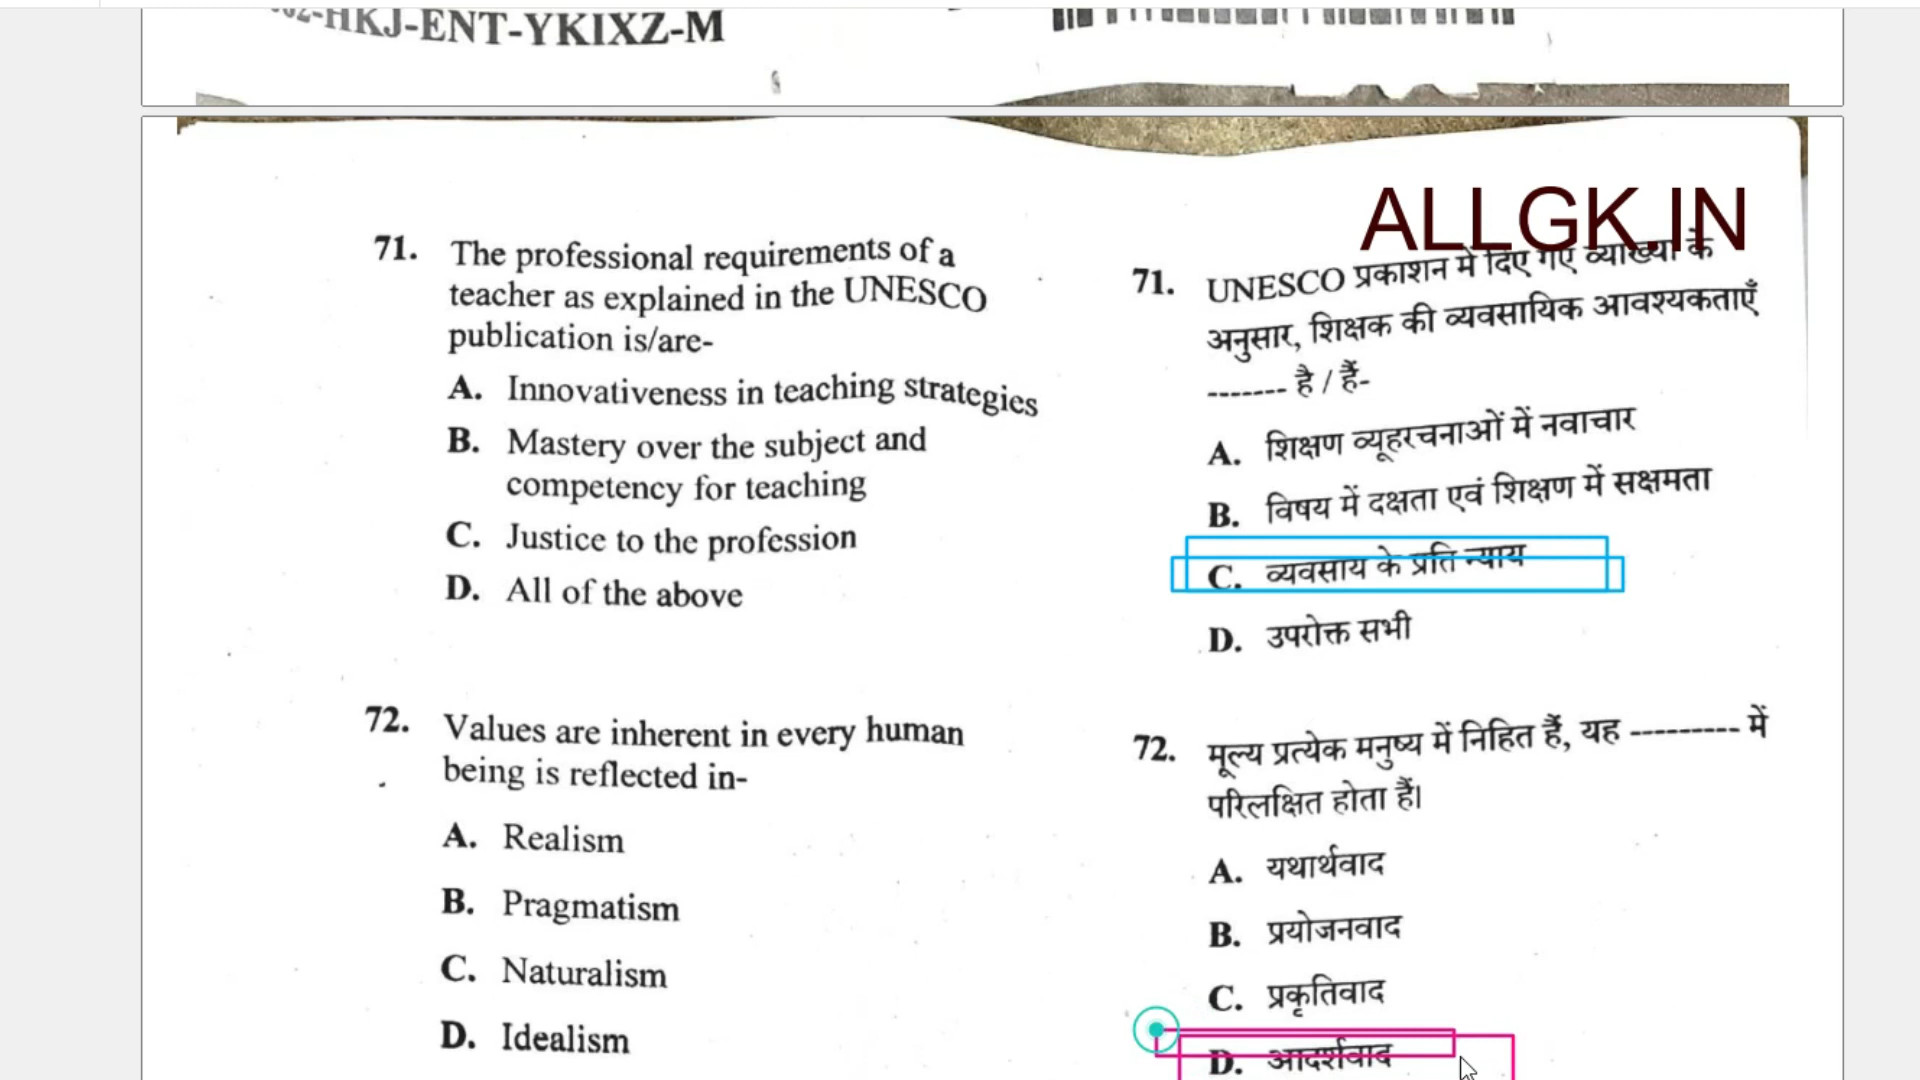 -HKJ-ENT-YKIXZ-M
ALLGK.IN
71. The professional requirements of a
teacher as explained in the UNESCO
publication is/are-
A. Innovativeness in teaching strategies
B. Mastery over the subject and
competency for teaching
C. Justice to the profession
D. All of the above
72. Values are inherent in every human
being is reflected in-
A. Realism
B. Pragmatism
C. Naturalism
D. Idealism
71. UNESCO प्रकाशन में दिए गए व्याख्या के
अनुसार, शिक्षक की व्यवसायिक आवश्यकताएँ
------- है / हैं-
A. शिक्षण व्यूहरचनाओं में नवाचार
B. विषय में दक्षता एवं शिक्षण में सक्षमता
C. व्यवसाय के प्रति न्याय
D. उपरोक्त सभी
72. मूल्य प्रत्येक मनुष्य में निहित हैं, यह ---------- में
परिलक्षित होता हैं।
A. यथार्थवाद
B. प्रयोजनवाद
C. प्रकृतिवाद
D. आदर्शवाद